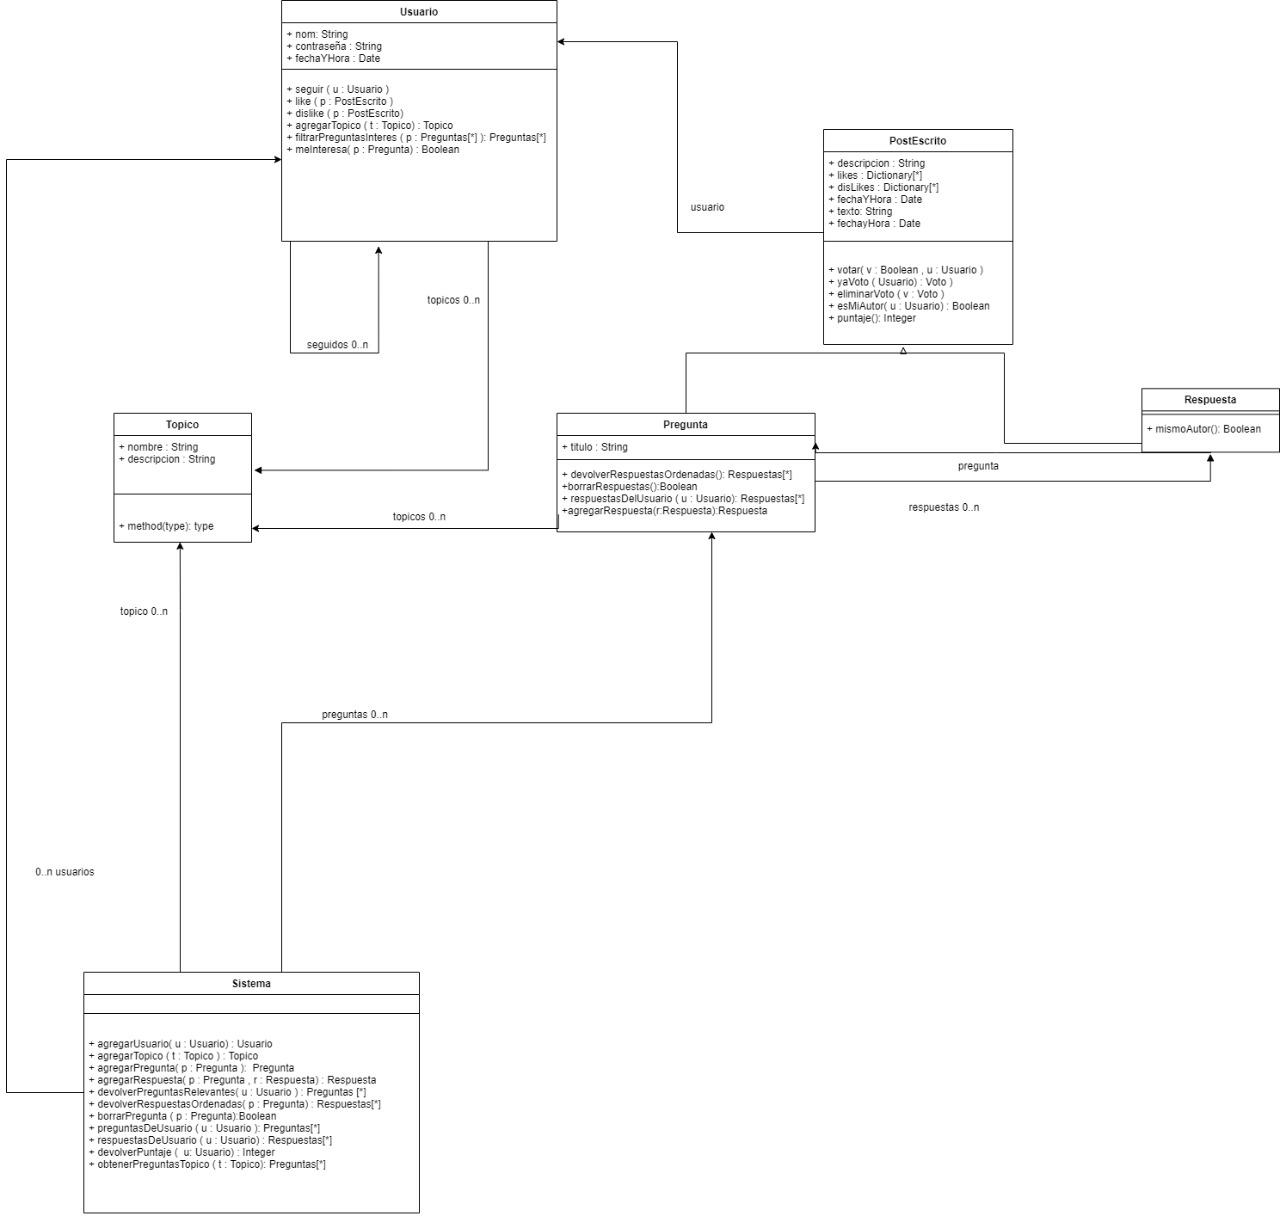 Usuario
+ nom: String
+ contraseña : String
+ fechaYHora : Date
+ seguir ( u : Usuario )
+ like ( p : PostEscrito )
+ dislike ( p : PostEscrito)
+ agregarTopico ( t : Topico) : Topico
+ filtrarPreguntasInteres ( p : Preguntas[*] ): Preguntas[*]
+ meInteresa( p : Pregunta) : Boolean
PostEscrito
+ descripcion : String
+ likes : Dictionary[*]
+ disLikes : Dictionary[*]
+ fechaYHora : Date
+ texto: String
+ fechayHora : Date
+ votar( v : Boolean , u : Usuario )
+ yaVoto ( Usuario) : Voto )
+ eliminarVoto ( v : Voto )
+ esMiAutor( u : Usuario) : Boolean
+ puntaje(): Integer
usuario
topicos 0..n
seguidos 0..n
Respuesta
+ mismoAutor(): Boolean
Topico
+ nombre : String
+ descripcion : String
+ method(type): type
Pregunta
+ titulo : String
+ devolverRespuestasOrdenadas(): Respuestas[*]
+borrarRespuestas():Boolean
+ respuestasDelUsuario ( u : Usuario): Respuestas[*]
+agregarRespuesta(r:Respuesta):Respuesta
pregunta
respuestas 0..n
topicos 0..n
topico 0..n
preguntas 0..n
0..n usuarios
Sistema
+ agregarUsuario( u : Usuario) : Usuario
+ agregarTopico ( t : Topico ) : Topico
+ agregarPregunta( p : Pregunta ):  Pregunta
+ agregarRespuesta( p : Pregunta , r : Respuesta) : Respuesta
+ devolverPreguntasRelevantes( u : Usuario ) : Preguntas [*]
+ devolverRespuestasOrdenadas( p : Pregunta) : Respuestas[*]
+ borrarPregunta ( p : Pregunta):Boolean
+ preguntasDeUsuario ( u : Usuario ): Preguntas[*]
+ respuestasDeUsuario ( u : Usuario) : Respuestas[*]
+ devolverPuntaje (  u: Usuario) : Integer
+ obtenerPreguntasTopico ( t : Topico): Preguntas[*]